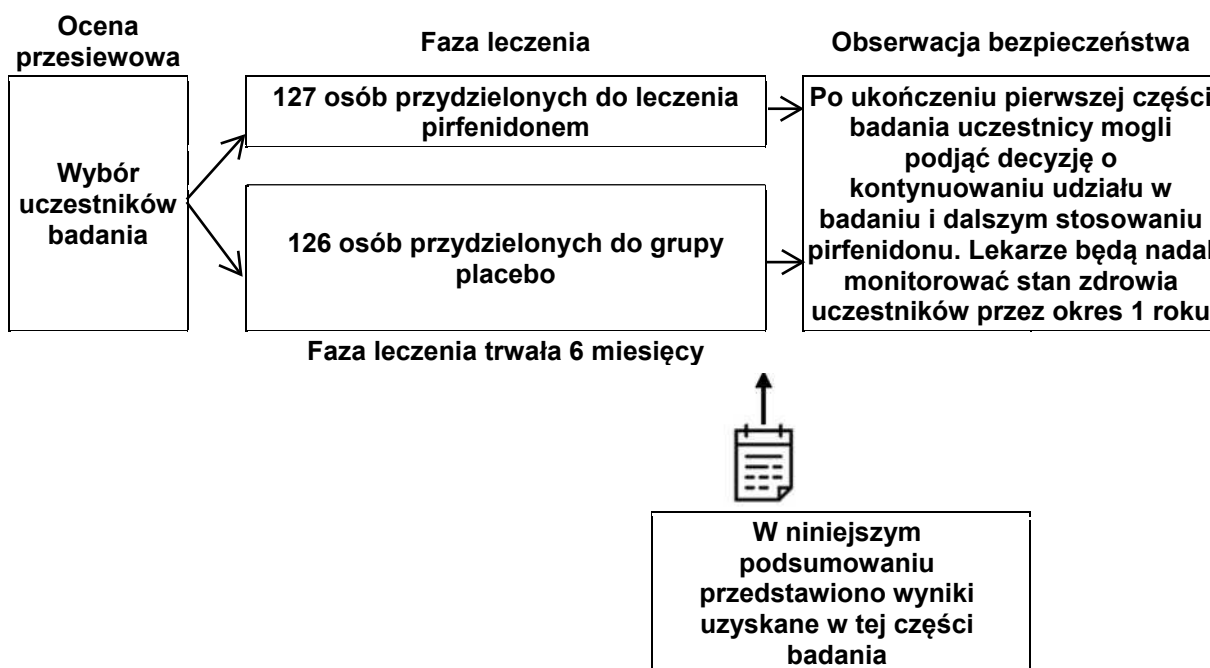 Ocena
przesiewowa
Faza leczenia
Obserwacja bezpieczeństwa
Wybór
uczestników
badania
127 osób przydzielonych do leczenia
pirfenidonem
126 osób przydzielonych do grupy
placebo
Po ukończeniu pierwszej części
badania uczestnicy mogli
podjąć decyzję o
kontynuowaniu udziału w
badaniu i dalszym stosowaniu
pirfenidonu. Lekarze będą nadal
monitorować stan zdrowia
uczestników przez okres 1 roku
Faza leczenia trwała 6 miesięcy
W niniejszym
podsumowaniu
przedstawiono wyniki
uzyskane w tej części
badania